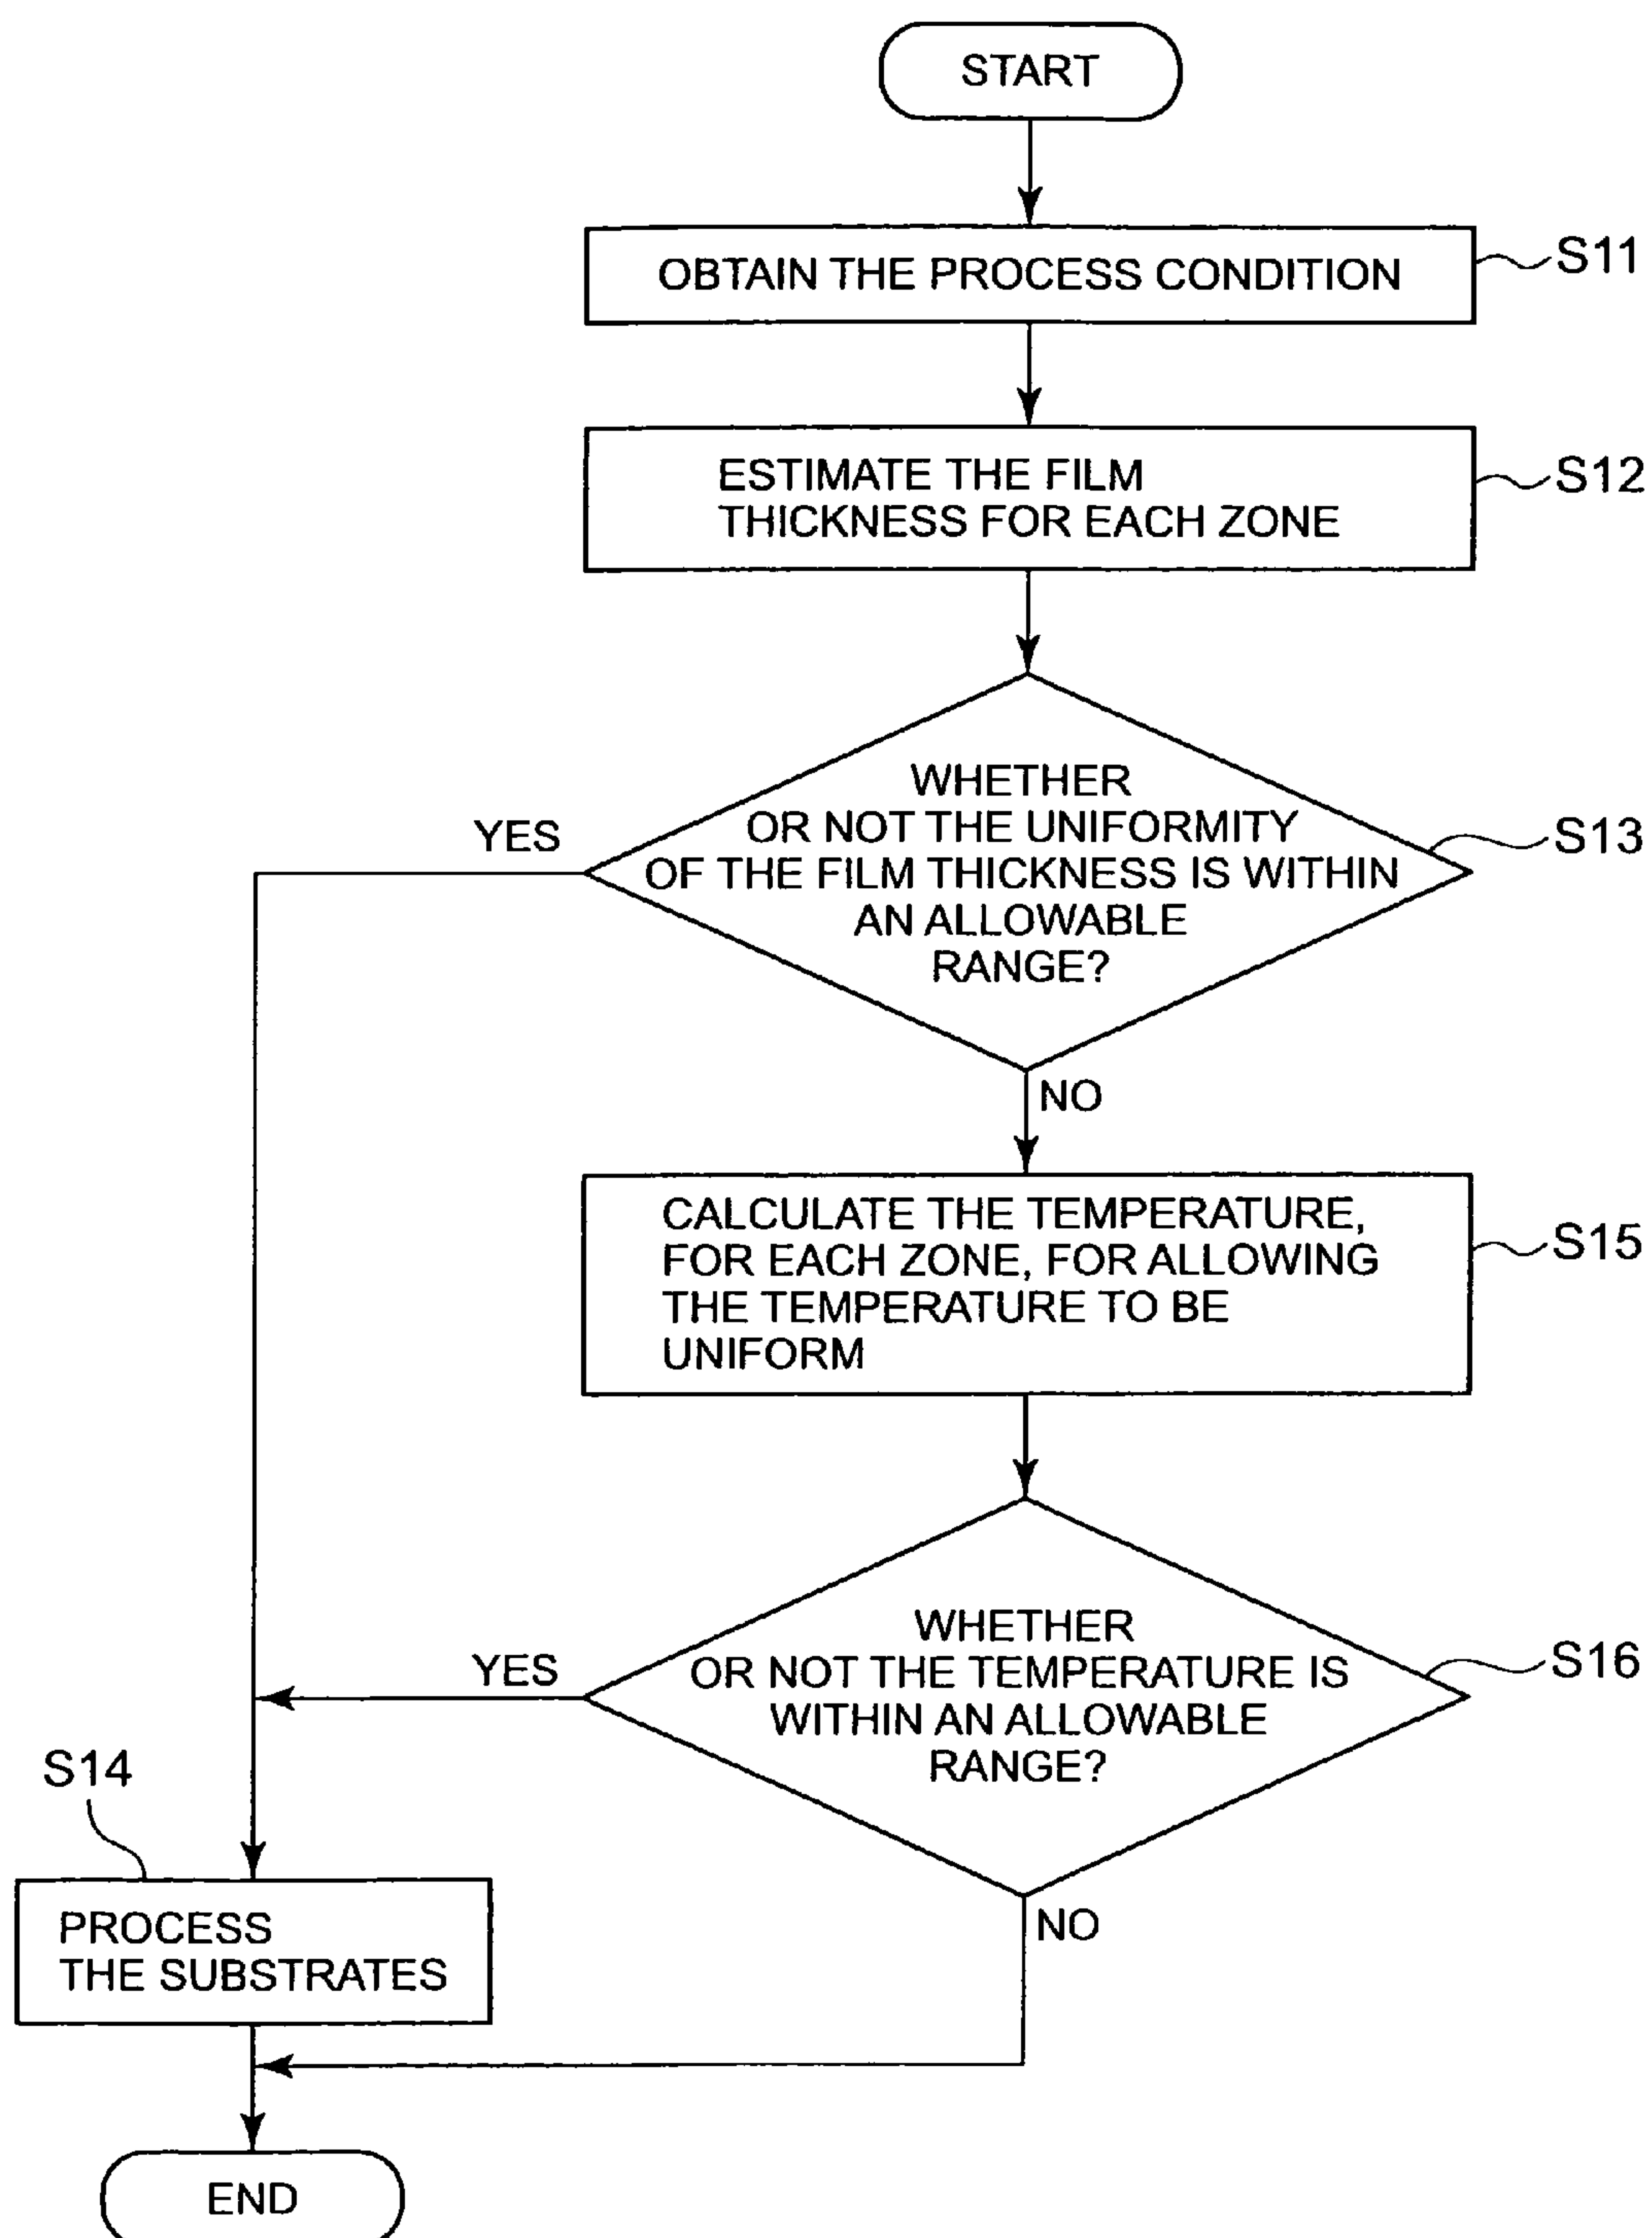 START
OBTAIN THE PROCESS CONDITION
S11
ESTIMATE THE FILM
THICKNESS FOR EACH ZONE
S12
WHETHER
OR NOT THE UNIFORMITY
OF THE FILM THICKNESS IS WITHIN
AN ALLOWABLE
RANGE?
S13
YES
NO
CALCULATE THE TEMPERATURE,
FOR EACH ZONE, FOR ALLOWING
THE TEMPERATURE TO BE
UNIFORM
S15
WHETHER
OR NOT THE TEMPERATURE IS
WITHIN AN ALLOWABLE
RANGE?
S16
YES
NO
S14
PROCESS
THE SUBSTRATES
END